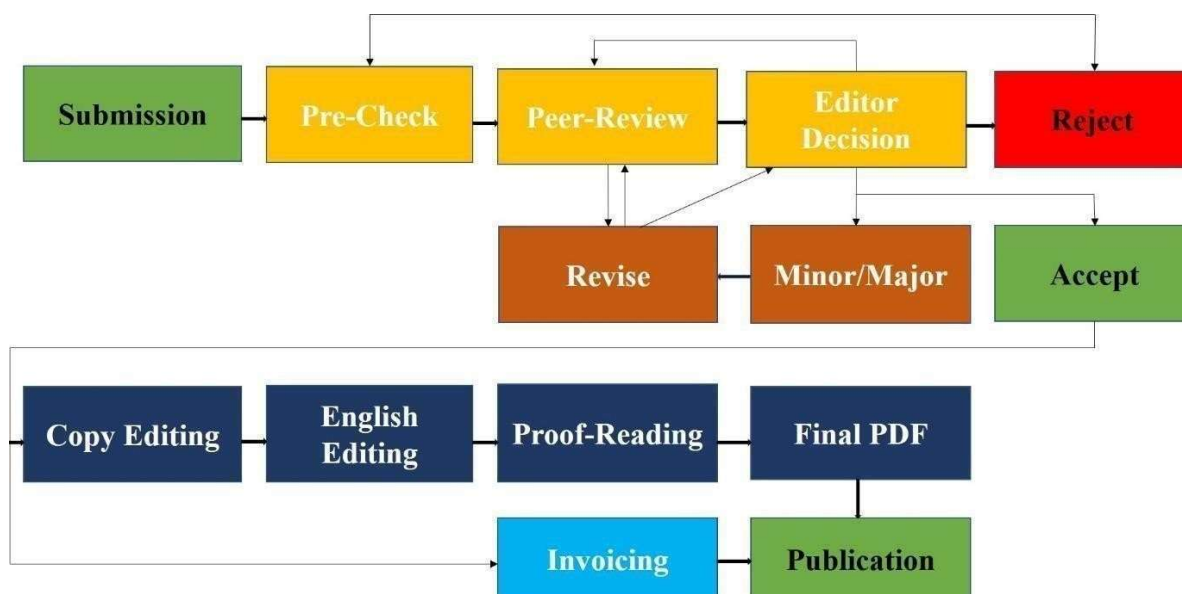 Submission
Pre-Check
Peer-Review
Editor
Decision
Reject
Revise
Minor/Major
Accept
Copy Editing
English
Editing
Proof-Reading
Final PDF
Invoicing
Publication